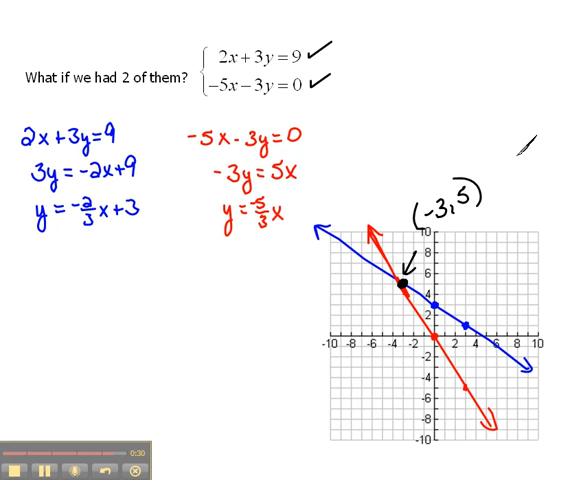 What if we had 2 of them?
2x + 3y = 9 ✓
−5x − 3y = 0 ✓
2x + 3y = 9
3y = -2x + 9
y = -2/3 x + 3
-5x - 3y = 0
-3y = 5x
y = -5/3 x
(-3, 5)
10
8
6
4
2
-10 -8 -6 -4 -2 2 4 6 8 10
-2
-4
-6
-8
-10
0:30